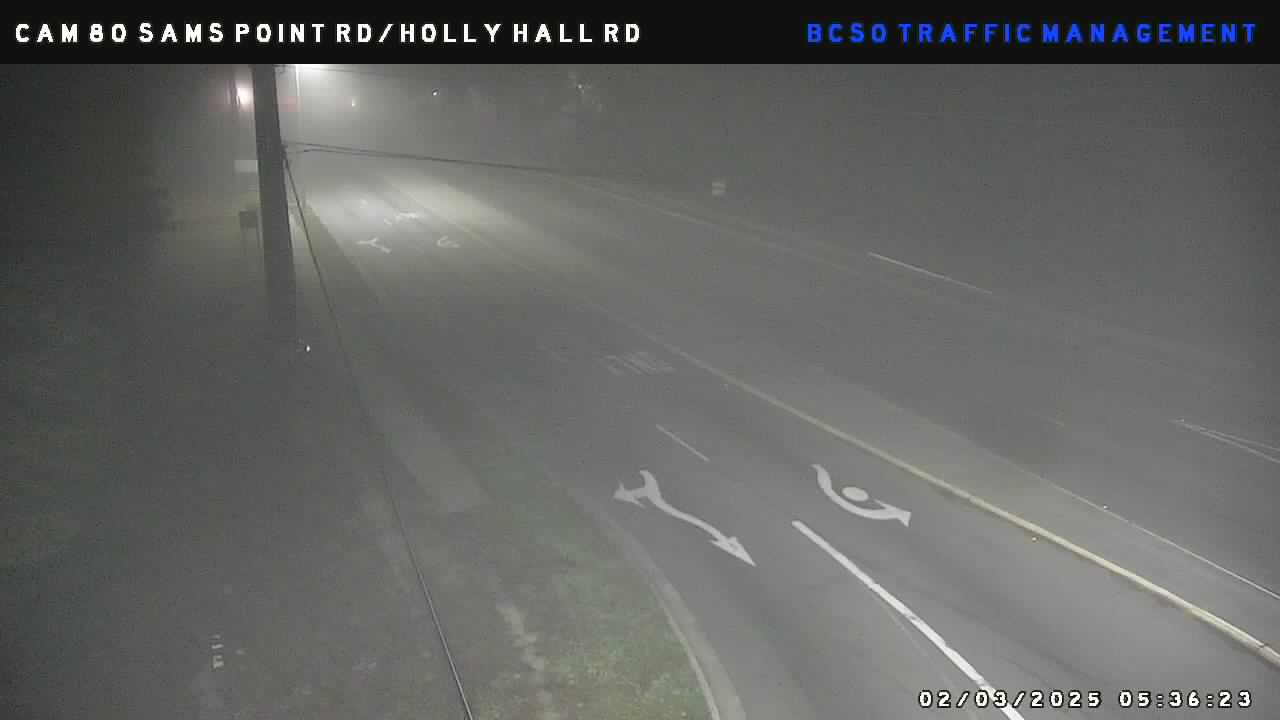 CAM 80 SAMS POINT RD/HOLLY HALL RD
BCSO TRAFFIC MANAGEMENT
02/03/2025 05:36:23